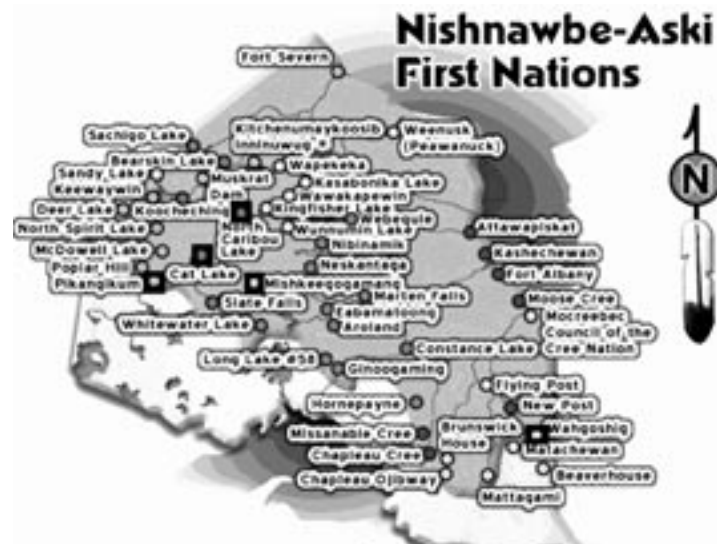 Nishnawbe-Aski
First Nations
N
Fort Severn
Sachigo Lake
Kitchenumaykoosib
Inninuwug
Weenusk
(Peawanuck)
Bearskin Lake
Wapekeka
Sandy Lake
Muskrat
Dam
Kasabonika Lake
Keewaywin
Wawakapewin
Deer Lake
Koocheching
Kingfisher Lake
Webequie
North Spirit Lake
North
Caribou
Lake
Wunnumin Lake
Attawapiskat
McDowell Lake
Nibinamik
Kashechewan
Poplar Hill
Cat Lake
Neskantaga
Fort Albany
Pikangikum
Mishkeegogamang
Slate Falls
Marten Falls
Moose Cree
Eabamatoong
Mocreebec
Council of the
Cree Nation
Whitewater Lake
Aroland
Long Lake #58
Constance Lake
Ginoogaming
Flying Post
Hornepayne
New Post
Missanabie Cree
Brunswick
House
Wahgoshig
Chapleau Cree
Matachewan
Chapleau Ojibway
Beaverhouse
Mattagami